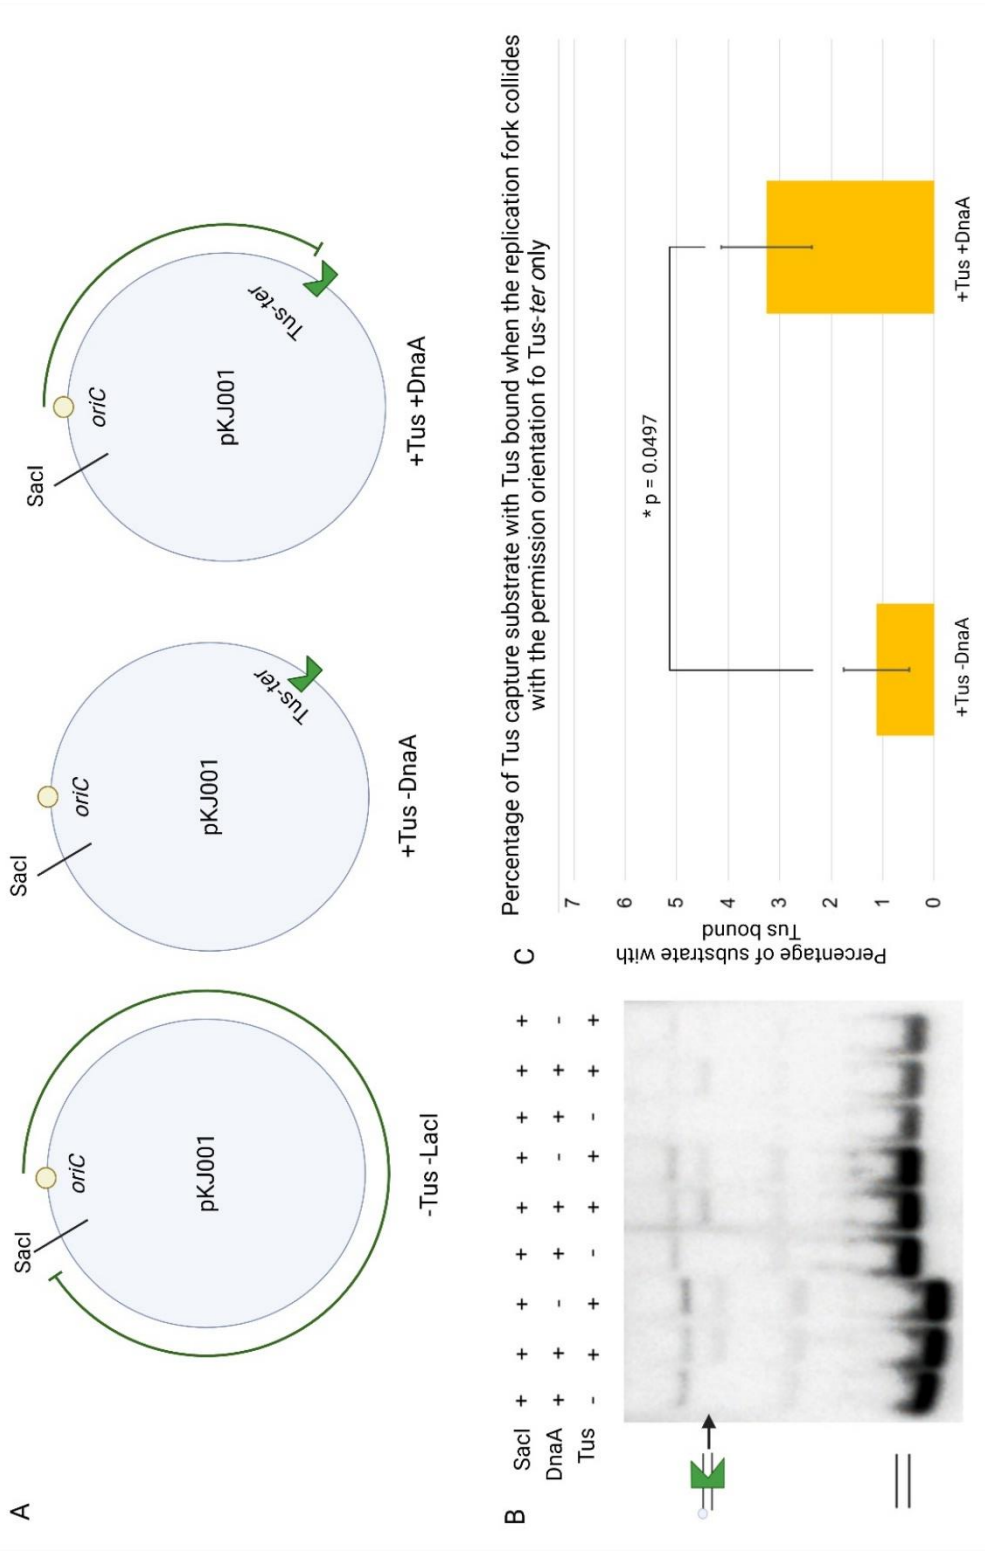 A
SacI
oriC
pKJ001
-Tus -LacI
SacI
oriC
pKJ001
Tus-ter
+Tus -DnaA
SacI
oriC
pKJ001
Tus-ter
+Tus +DnaA
B
SacI + + + + + + + + +
DnaA + + - + + - + + -
Tus - + + - + + - + +
C
Percentage of Tus capture substrate with Tus bound when the replication fork collides
with the permission orientation fo Tus-ter only
Percentage of substrate with
Tus bound
7
6
5
4
3
2
1
0
* p = 0.0497
+Tus -DnaA
+Tus +DnaA